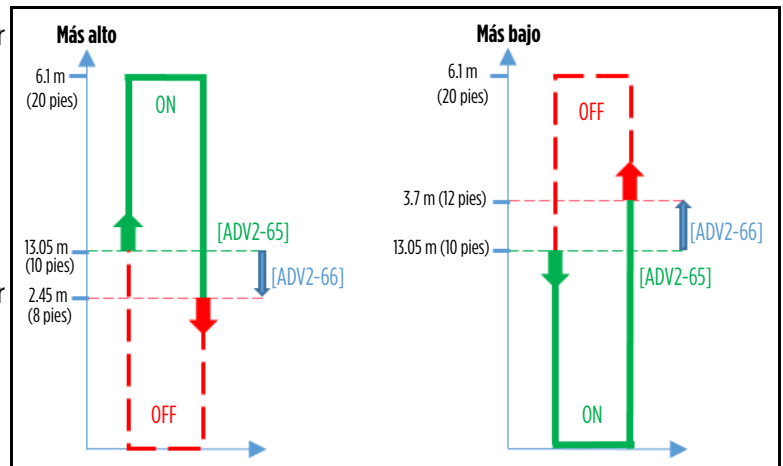 r
r
Más alto
6.1 m
(20 pies)
ON
[ADV2-65]
13.05 m
(10 pies)
[ADV2-66]
2.45 m
(8 pies)
OFF
Más bajo
6.1 m
(20 pies)
OFF
3.7 m (12 pies)
[ADV2-66]
13.05 m (10 pies)
[ADV2-65]
ON